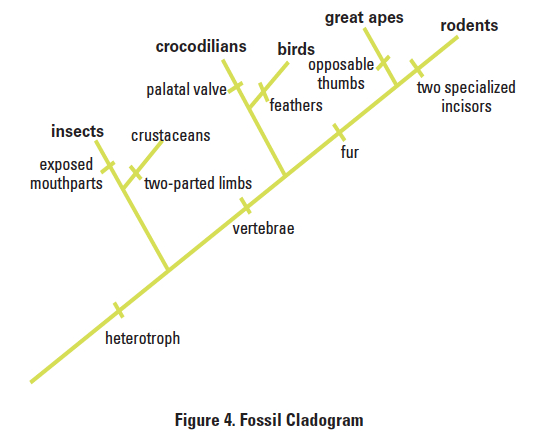 great apes
rodents
crocodilians
birds
opposable
thumbs
palatal valve
two specialized
incisors
feathers
insects
crustaceans
fur
exposed
mouthparts
two-parted limbs
vertebrae
heterotroph
Figure 4. Fossil Cladogram